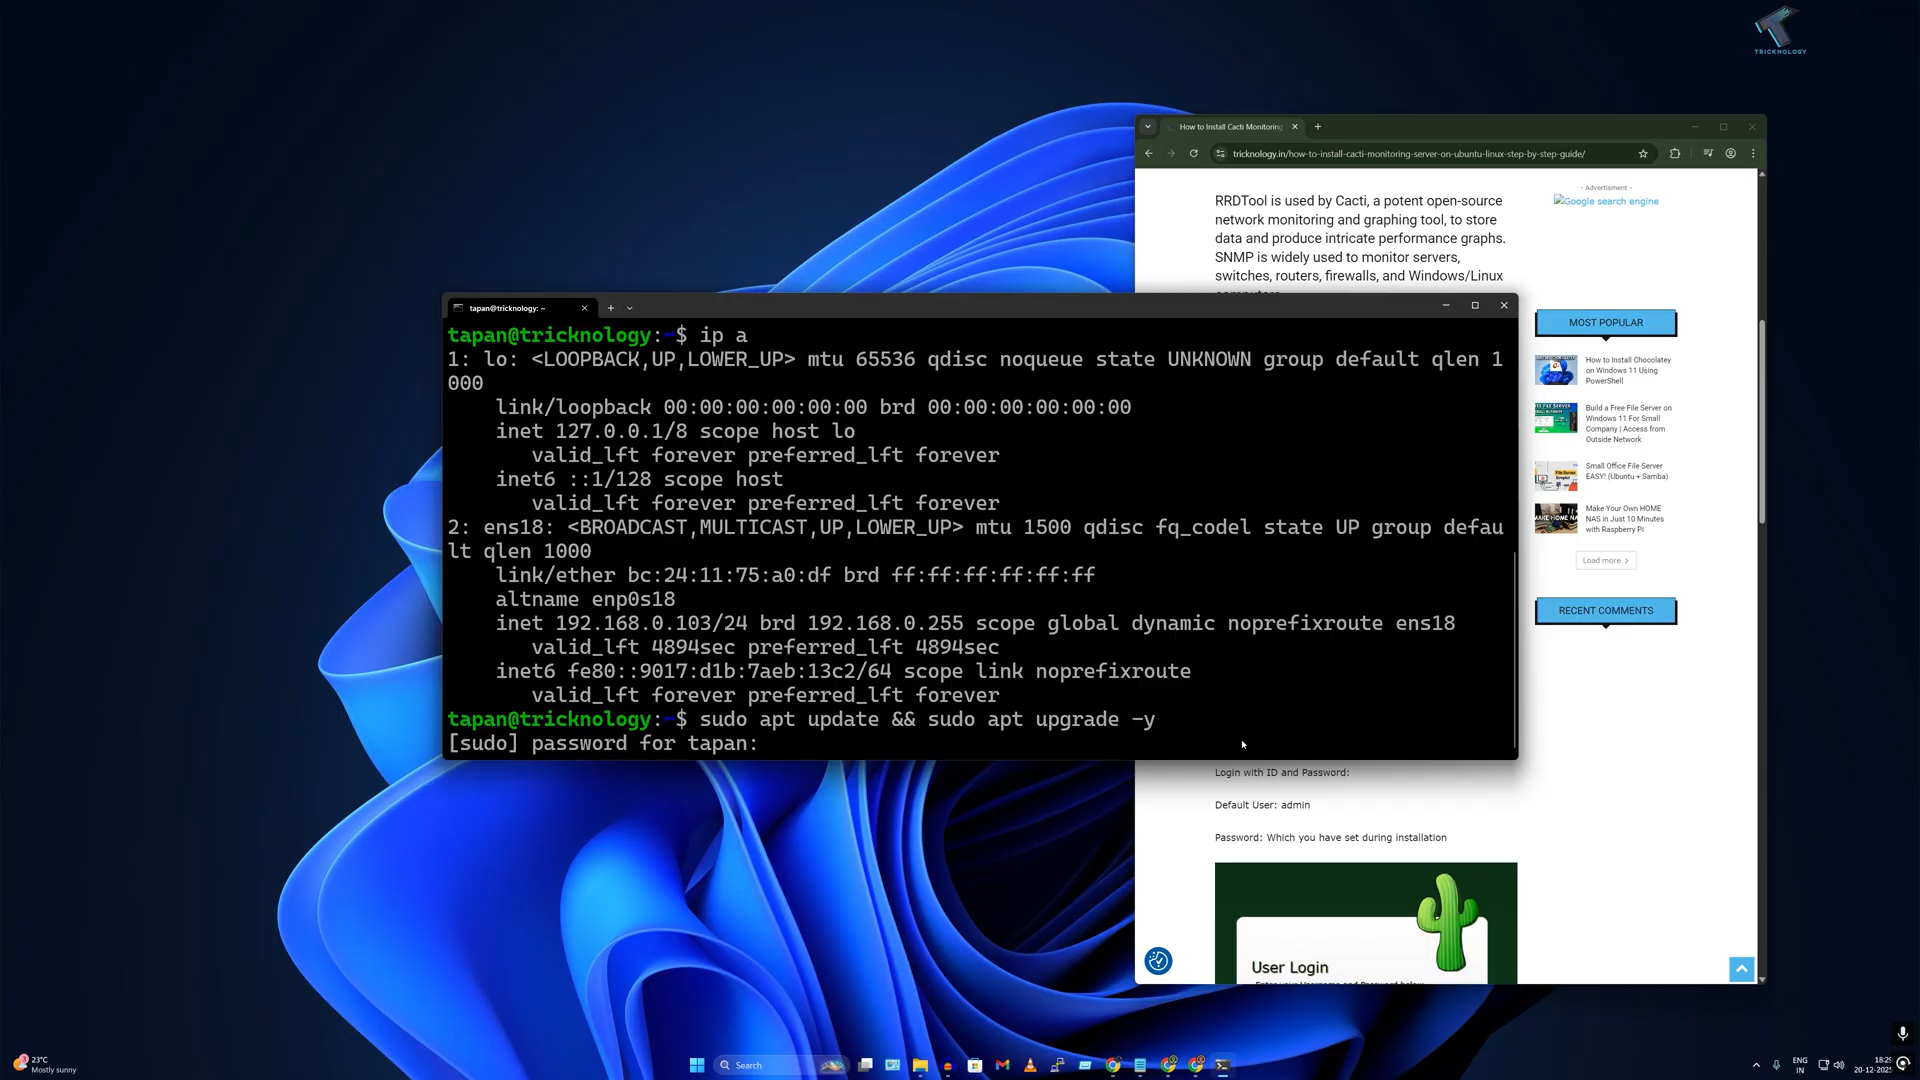 TRICKNOLOGY
How to Install Cacti Monitoring
tricknology.in/how-to-install-cacti-monitoring-server-on-ubuntu-linux-step-by-step-guide/
RRDTool is used by Cacti, a potent open-source
network monitoring and graphing tool, to store
data and produce intricate performance graphs.
SNMP is widely used to monitor servers,
switches, routers, firewalls, and Windows/Linux
- Advertisment -
Google search engine
MOST POPULAR
How to Install Chocolatey
on Windows 11 Using
PowerShell
Build a Free File Server on
Windows 11 For Small
Company | Access from
Outside Network
Small Office File Server
EASY! (Ubuntu + Samba)
Make Your Own HOME
NAS in Just 10 Minutes
with Raspberry Pi
Load more
RECENT COMMENTS
tapan@tricknology: ~
tapan@tricknology:~$ ip a
1: lo: <LOOPBACK,UP,LOWER_UP> mtu 65536 qdisc noqueue state UNKNOWN group default qlen 1
000
link/loopback 00:00:00:00:00:00 brd 00:00:00:00:00:00
inet 127.0.0.1/8 scope host lo
valid_lft forever preferred_lft forever
inet6 ::1/128 scope host
valid_lft forever preferred_lft forever
2: ens18: <BROADCAST,MULTICAST,UP,LOWER_UP> mtu 1500 qdisc fq_codel state UP group defau
lt qlen 1000
link/ether bc:24:11:75:a0:df brd ff:ff:ff:ff:ff:ff
altname enp0s18
inet 192.168.0.103/24 brd 192.168.0.255 scope global dynamic noprefixroute ens18
valid_lft 4894sec preferred_lft 4894sec
inet6 fe80::9017:d1b:7aeb:13c2/64 scope link noprefixroute
valid_lft forever preferred_lft forever
tapan@tricknology:~$ sudo apt update && sudo apt upgrade -y
[sudo] password for tapan:
Login with ID and Password:
Default User: admin
Password: Which you have set during installation
User Login
3
23°C
Mostly sunny
Search
ENG
IN
18:29